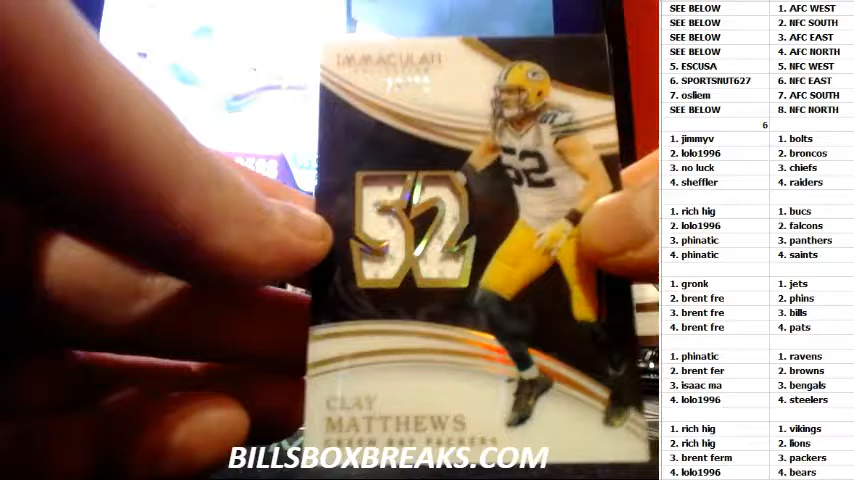 IMMACULATE
52
52
CLAY
MATTHEWS
GREEN BAY PACKERS
BILLSBOXBREAKS.COM
SEE BELOW 1. AFC WEST
SEE BELOW 2. NFC SOUTH
SEE BELOW 3. AFC EAST
SEE BELOW 4. AFC NORTH
5. ESCUSA 5. NFC WEST
6. SPORTSNUT627 6. NFC EAST
7. osliem 7. AFC SOUTH
SEE BELOW 8. NFC NORTH
6
1. jimmyv 1. bolts
2. lolo1996 2. broncos
3. no luck 3. chiefs
4. sheffler 4. raiders
1. rich hig 1. bucs
2. lolo1996 2. falcons
3. phinatic 3. panthers
4. phinatic 4. saints
1. gronk 1. jets
2. brent fre 2. phins
3. brent fre 3. bills
4. brent fre 4. pats
1. phinatic 1. ravens
2. brent fer 2. browns
3. isaac ma 3. bengals
4. lolo1996 4. steelers
1. rich hig 1. vikings
2. rich hig 2. lions
3. brent ferm 3. packers
4. lolo1996 4. bears